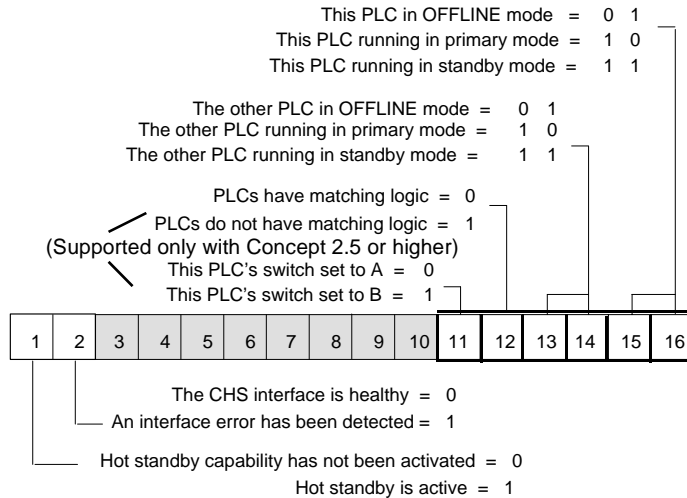 This PLC in OFFLINE mode = 0 1
This PLC running in primary mode = 1 0
This PLC running in standby mode = 1 1
The other PLC in OFFLINE mode = 0 1
The other PLC running in primary mode = 1 0
The other PLC running in standby mode = 1 1
PLCs have matching logic = 0
PLCs do not have matching logic = 1
(Supported only with Concept 2.5 or higher)
This PLC's switch set to A = 0
This PLC's switch set to B = 1
1 2 3 4 5 6 7 8 9 10 11 12 13 14 15 16
The CHS interface is healthy = 0
An interface error has been detected = 1
Hot standby capability has not been activated = 0
Hot standby is active = 1